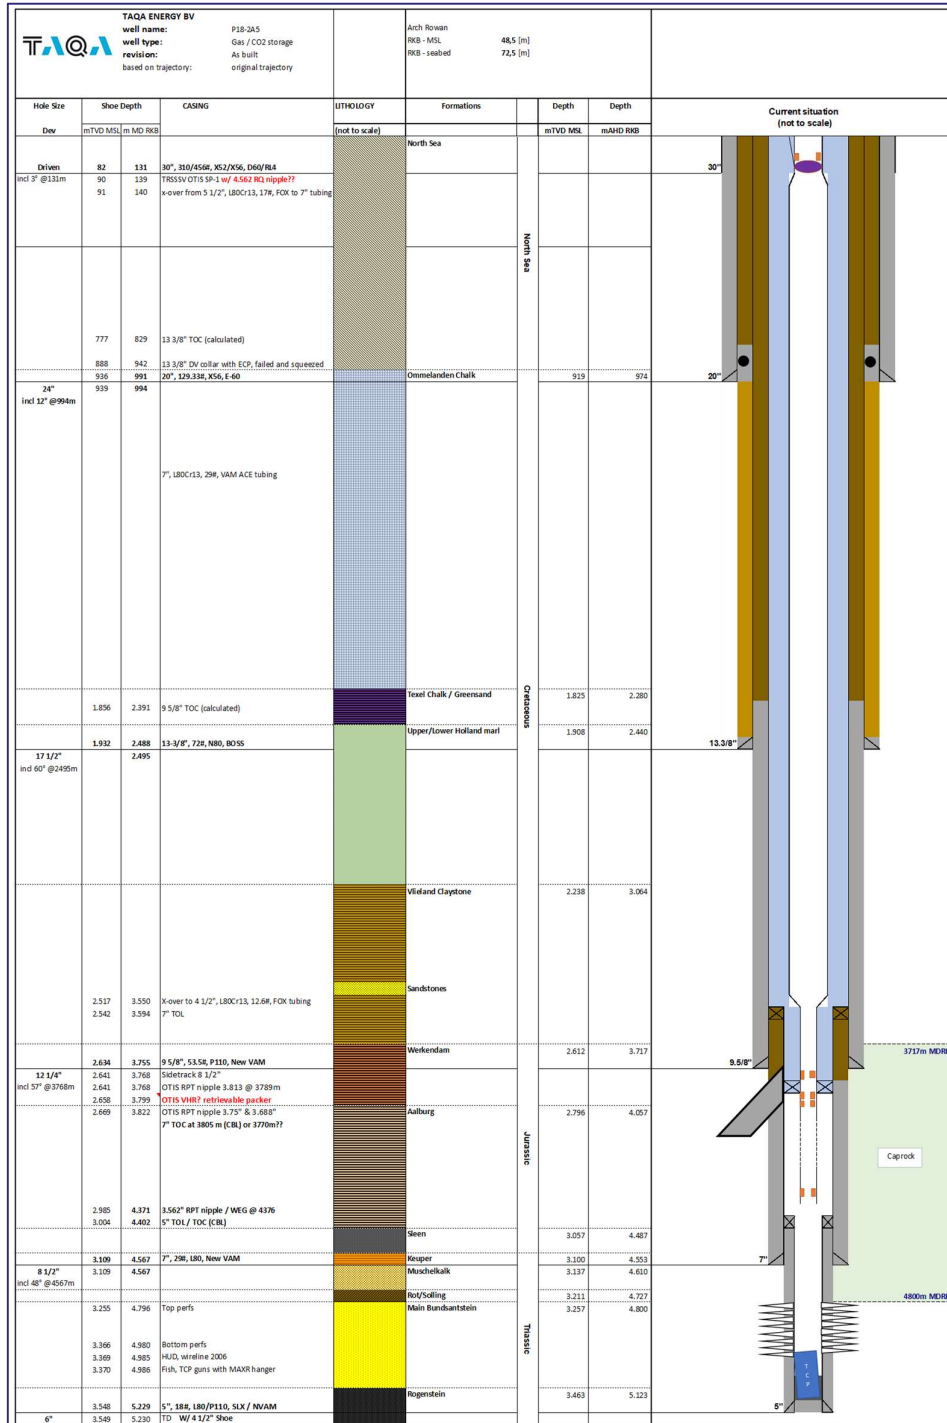 TAQA
TAQA ENERGY BV
well name: P18-2A5
well type: Gas / CO2 storage
revision: As built
based on trajectory: original trajectory
Arch Rowan
RKB - MSL 48,5 [m]
RKB - seabed 72,5 [m]
Hole Size Shoe Depth CASING LITHOLOGY Formations Depth Depth
Current situation
(not to scale)
Dev mTVD MSL m MD RKB (not to scale) mTVD MSL mAHD RKB
North Sea
Driven 82 131 30", 310/456#, X52/X56, D60/RL4 30"
incl 3° @131m 90 139 TRSSSV OTIS SP-1 w/ 4.562 RQ nipple??
91 140 x-over from 5 1/2", L80Cr13, 17#, FOX to 7" tubing
North Sea
777 829 13 3/8" TOC (calculated)
888 942 13 3/8" DV collar with ECP, failed and squeezed
936 991 20", 129.33#, X56, E-60 Ommelanden Chalk 919 974 20"
24" 939 994
incl 12° @994m
7", L80Cr13, 29#, VAM ACE tubing
Cretaceous
Texel Chalk / Greensand 1.825 2.280
1.856 2.391 9 5/8" TOC (calculated)
Upper/Lower Holland marl 1.908 2.440
1.932 2.488 13-3/8", 72#, N80, BOSS 13.3/8"
17 1/2" 2.495
incl 60° @2495m
Vlieland Claystone 2.238 3.064
Sandstones
2.517 3.550 X-over to 4 1/2", L80Cr13, 12.6#, FOX tubing
2.542 3.594 7" TOL
Werkendam 2.612 3.717 3717m MDRI
2.634 3.755 9 5/8", 53.5#, P110, New VAM 9.5/8"
12 1/4" 2.641 3.768 Sidetrack 8 1/2"
incl 57° @3768m 2.641 3.768 OTIS RPT nipple 3.813 @ 3789m
2.658 3.799 OTIS VHR? retrievable packer
2.669 3.822 OTIS RPT nipple 3.75" & 3.688" Aalburg 2.796 4.057
7" TOC at 3805 m (CBL) or 3770m??
Jurassic
Caprock
2.985 4.371 3.562" RPT nipple / WEG @ 4376
3.004 4.402 5" TOL / TOC (CBL)
Sleen 3.057 4.487
3.109 4.567 7", 29#, L80, New VAM Keuper 3.100 4.553 7"
8 1/2" 3.109 4.567 Muschelkalk 3.137 4.610
incl 48° @4567m
Rot/Solling 3.211 4.727 4800m MDRI
3.255 4.796 Top perfs Main Bundsantstein 3.257 4.800
Triassic
3.366 4.980 Bottom perfs
3.369 4.985 HUD, wireline 2006
3.370 4.986 Fish, TCP guns with MAXR hanger
TCP
Rogenstein 3.463 5.123
3.548 5.229 5", 18#, L80/P110, SLX / NVAM 5"
6" 3.549 5.230 TD W/ 4 1/2" Shoe